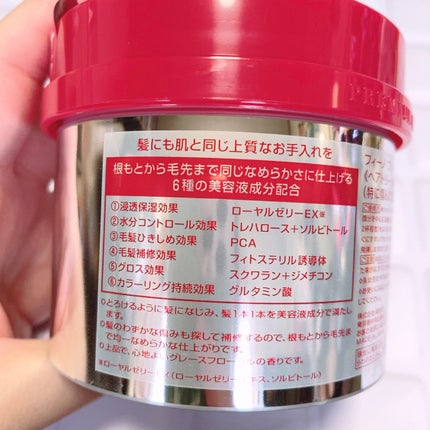 髪にも肌と同じ上質なお手入れを
根もとから毛先まで同じなめらかさに仕上げる
6種の美容液成分配合
①浸透保湿効果 ローヤルゼリーEX※
②水分コントロール効果 トレハロース+ソルビトール
③毛髪ひきしめ効果 PCA
④毛髪補修効果 フィトステリル誘導体
⑤グロス効果 スクワラン+ジメチコン
⑥カラーリング持続効果 グルタミン酸
○とろけるように髪になじみ、髪1本1本を美容液成分で満たし
ます。
○髪のわずかな傷みも探して補修するので、根もとから毛先ま
で均一なめらかな仕上がりです。
○上品で、心地よいグレースフローラルの香りです。
※ローヤルゼリーEX(ローヤルゼリーエキス、ソルビトール)
フィーノ
(ヘアト